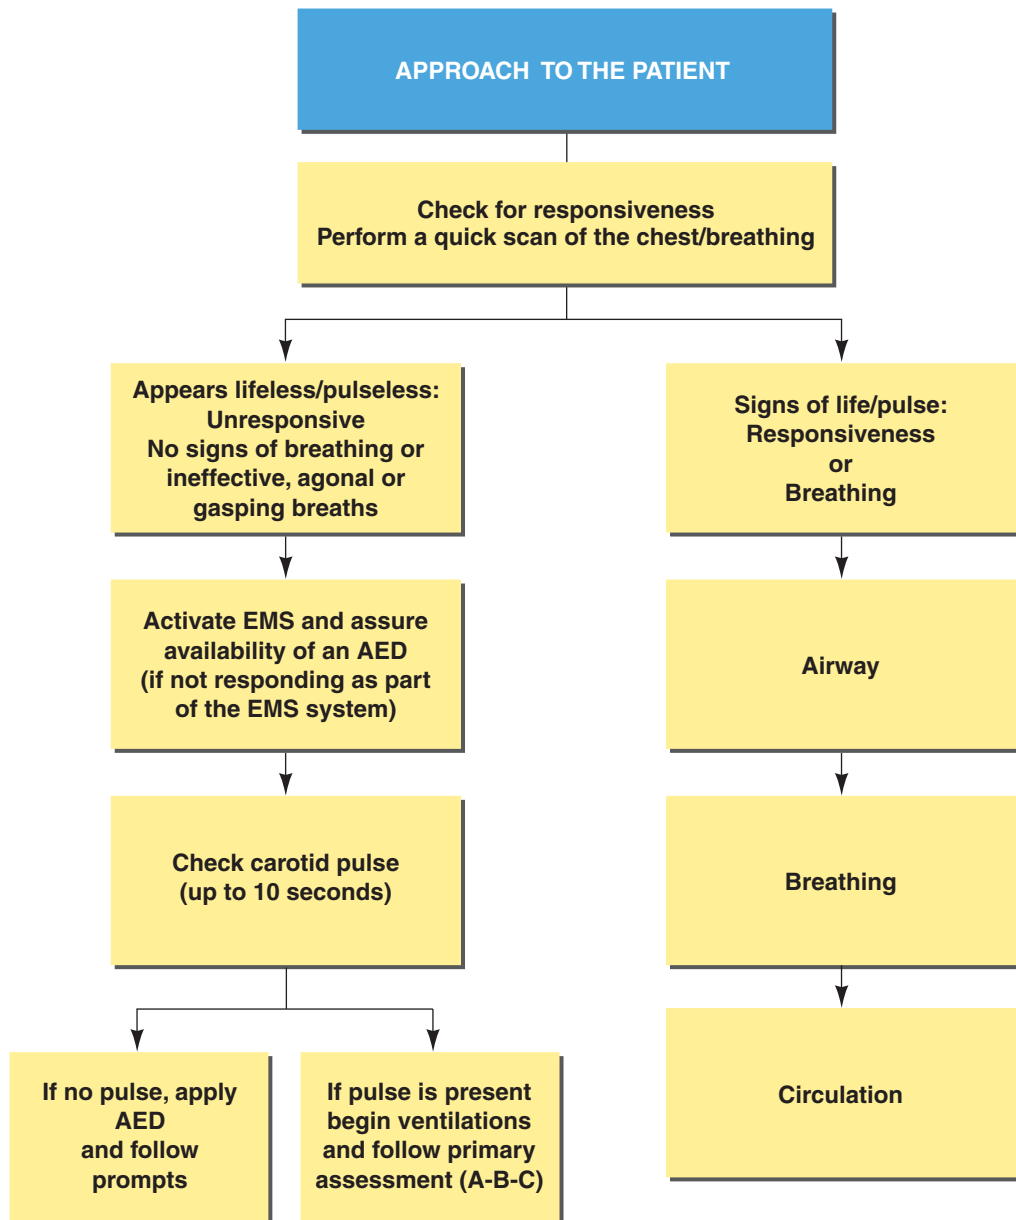 APPROACH TO THE PATIENT
Check for responsiveness
Perform a quick scan of the chest/breathing
Appears lifeless/pulseless:
Unresponsive
No signs of breathing or
ineffective, agonal or
gasping breaths
Signs of life/pulse:
Responsiveness
or
Breathing
Activate EMS and assure
availability of an AED
(if not responding as part
of the EMS system)
Airway
Check carotid pulse
(up to 10 seconds)
Breathing
If no pulse, apply
AED
and follow
prompts
If pulse is present
begin ventilations
and follow primary
assessment (A-B-C)
Circulation